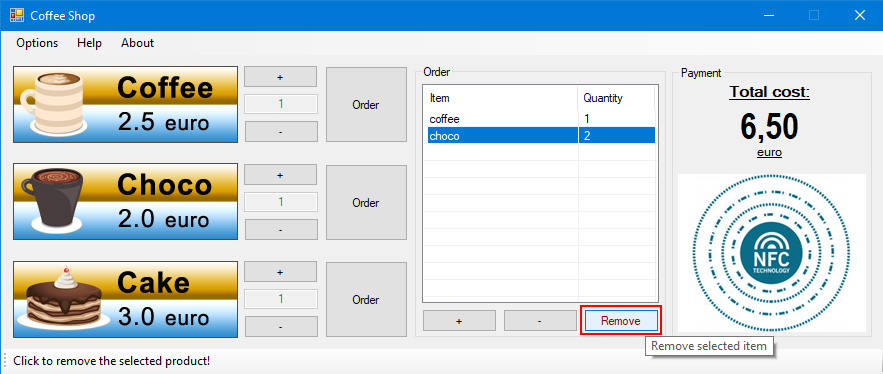 Coffee Shop
Options Help About
Coffee
2.5 euro
+
1
-
Order
Choco
2.0 euro
+
1
-
Order
Cake
3.0 euro
+
1
-
Order
Order
Item Quantity
coffee 1
choco 2
+ - Remove
Remove selected item
Payment
Total cost:
6,50
euro
NFC
TECHNOLOGY
Click to remove the selected product!